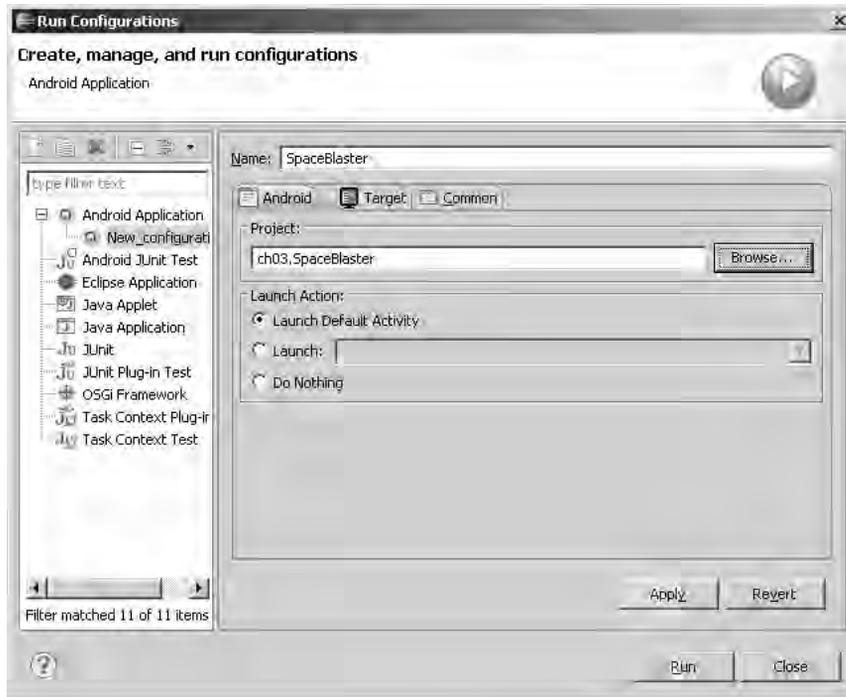 Run Configurations
Create, manage, and run configurations
Android Application
type filter text
Android Application
New_configurati
Android JUnit Test
Eclipse Application
Java Applet
Java Application
JUnit
JUnit Plug-in Test
OSGi Framework
Task Context Plug-ir
Task Context Test
Filter matched 11 of 11 items
Name: SpaceBlaster
Android Target Common
Project:
ch03.SpaceBlaster Browse...
Launch Action:
Launch Default Activity
Launch:
Do Nothing
Apply Revert
? Run Close